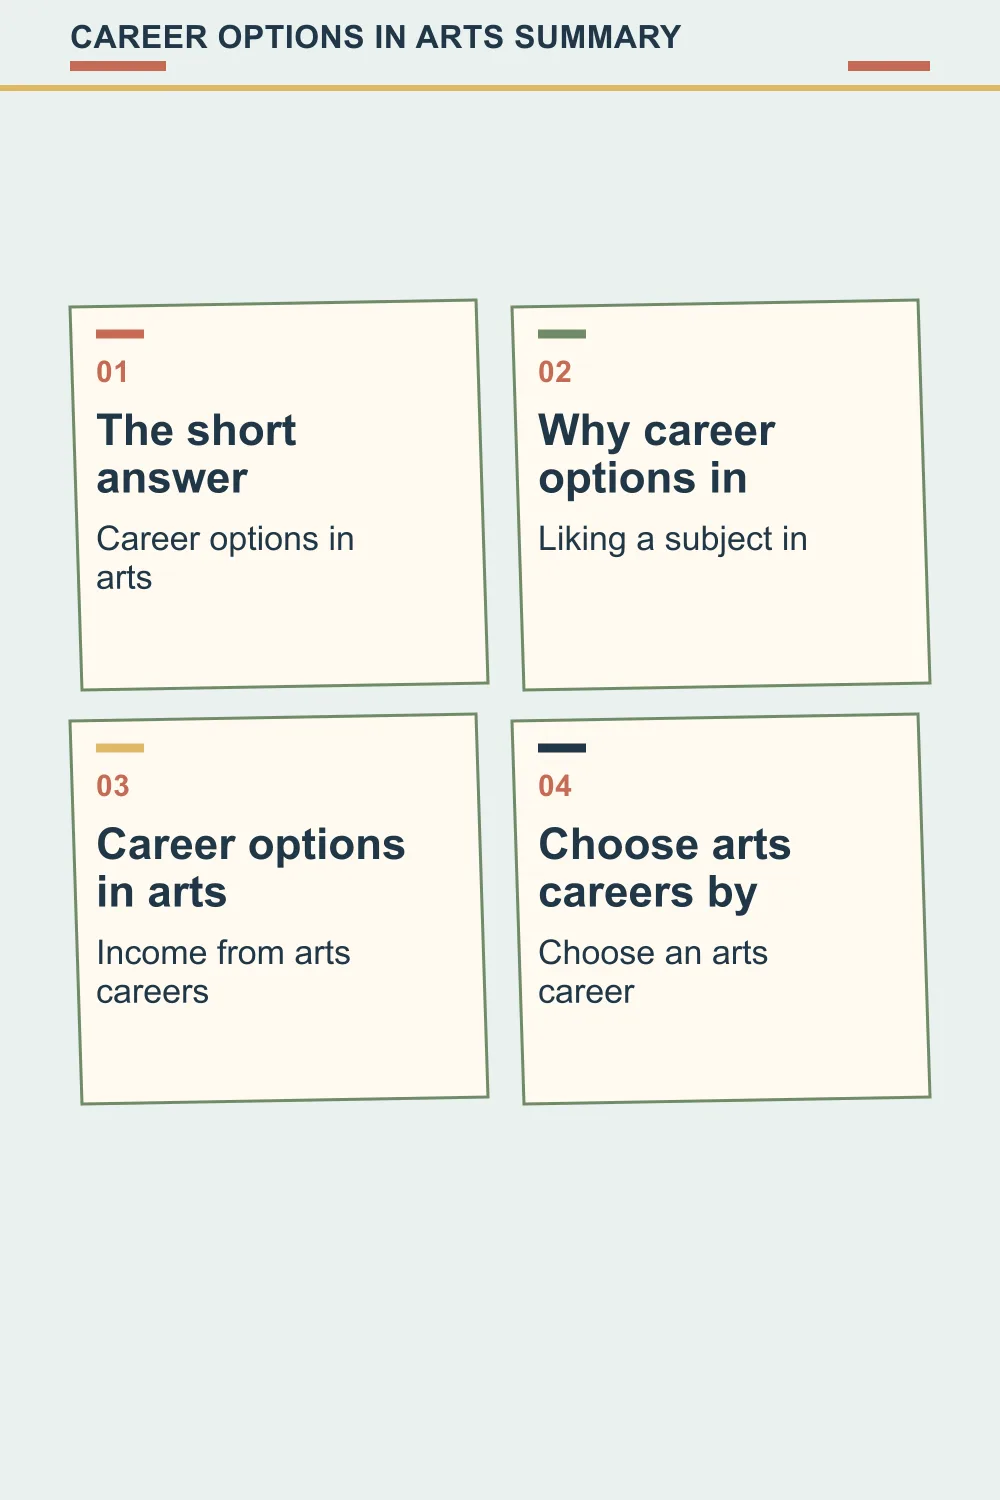 CAREER OPTIONS IN ARTS SUMMARY
01
The short
answer
Career options in
arts
02
Why career
options in
Liking a subject in
03
Career options
in arts
Income from arts
careers
04
Choose arts
careers by
Choose an arts
career